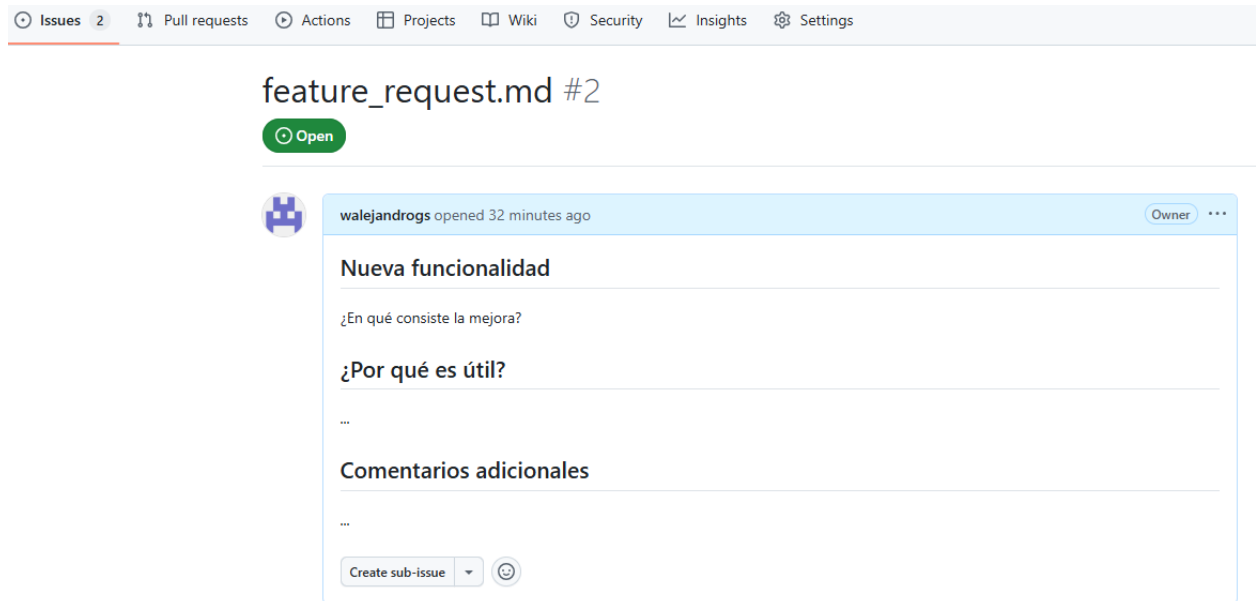 Issues 2 Pull requests Actions Projects Wiki Security Insights Settings
feature_request.md #2
Open
walejandrogs opened 32 minutes ago Owner ...
Nueva funcionalidad
¿En qué consiste la mejora?
¿Por qué es útil?
...
Comentarios adicionales
...
Create sub-issue